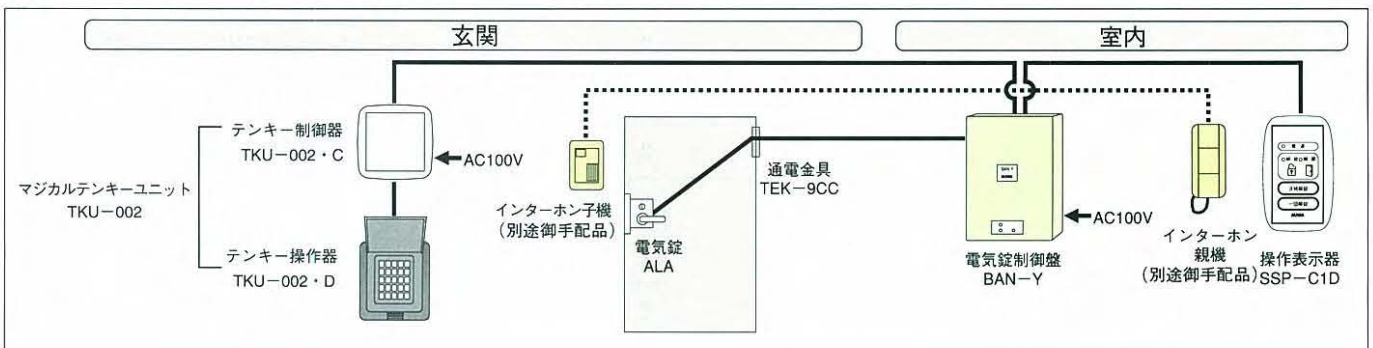 玄関
室内
テンキー制御器
TKU-002・C
AC100V
マジカルテンキーユニット
TKU-002
テンキー操作器
TKU-002・D
インターホン子機
(別途御手配品)
電気錠
ALA
通電金具
TEK-9CC
AC100V
電気錠制御盤
BAN-Y
インターホン
親機
(別途御手配品)
操作表示器
SSP-C1D